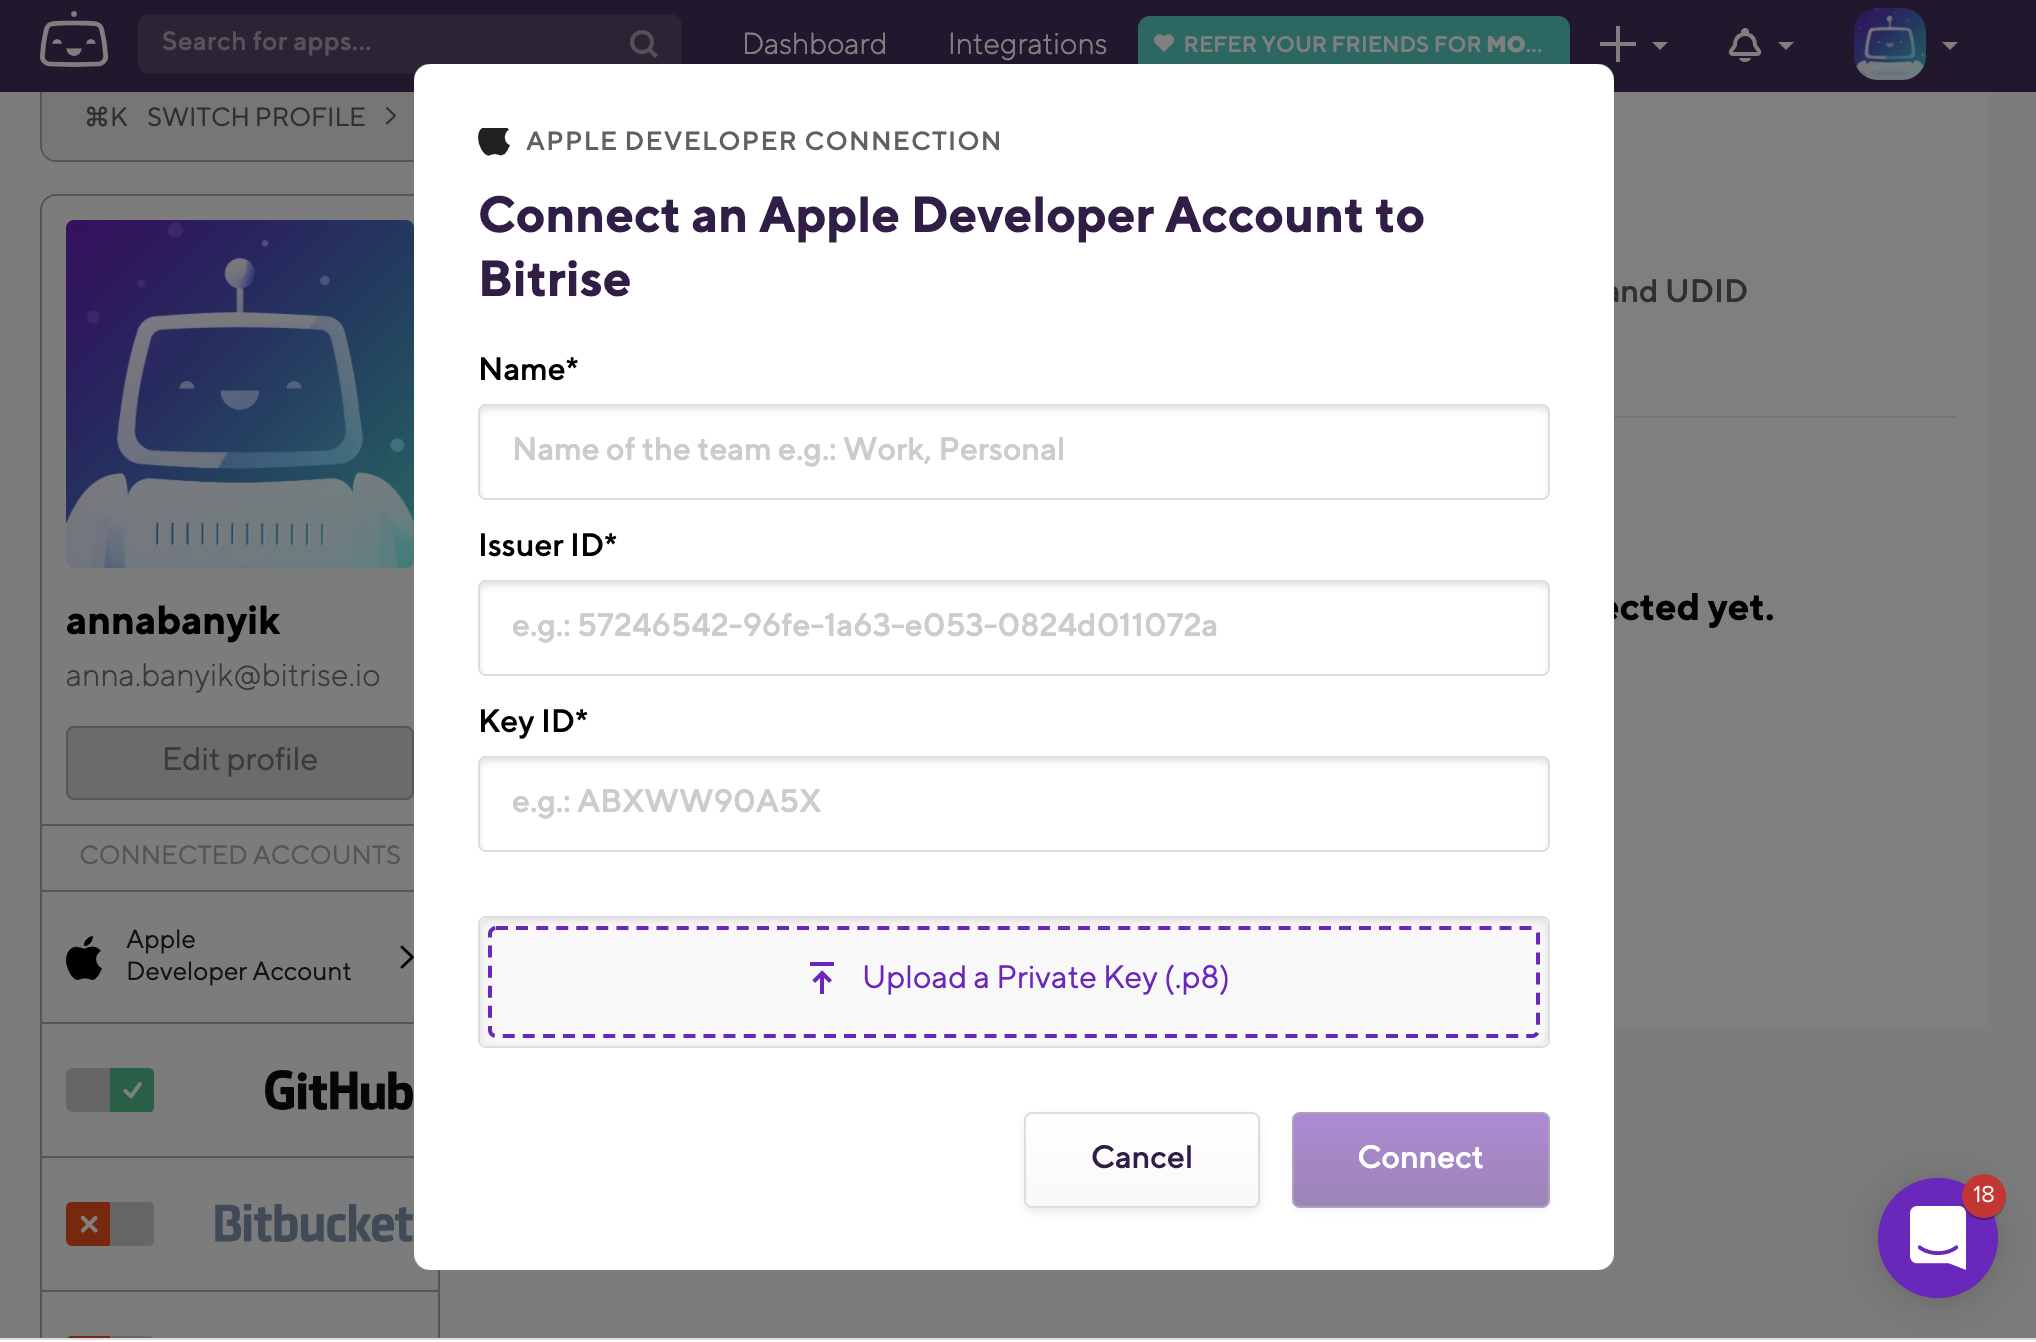 Search for apps...
Dashboard
Integrations
REFER YOUR FRIENDS FOR MO...
⌘K SWITCH PROFILE
annabanyik
anna.banyik@bitrise.io
Edit profile
CONNECTED ACCOUNTS
Apple
Developer Account
GitHub
Bitbucket
APPLE DEVELOPER CONNECTION
Connect an Apple Developer Account to
Bitrise
Name*
Name of the team e.g.: Work, Personal
Issuer ID*
e.g.: 57246542-96fe-1a63-e053-0824d011072a
Key ID*
e.g.: ABXWW90A5X
Upload a Private Key (.p8)
Cancel
Connect
and UDID
yet.
18